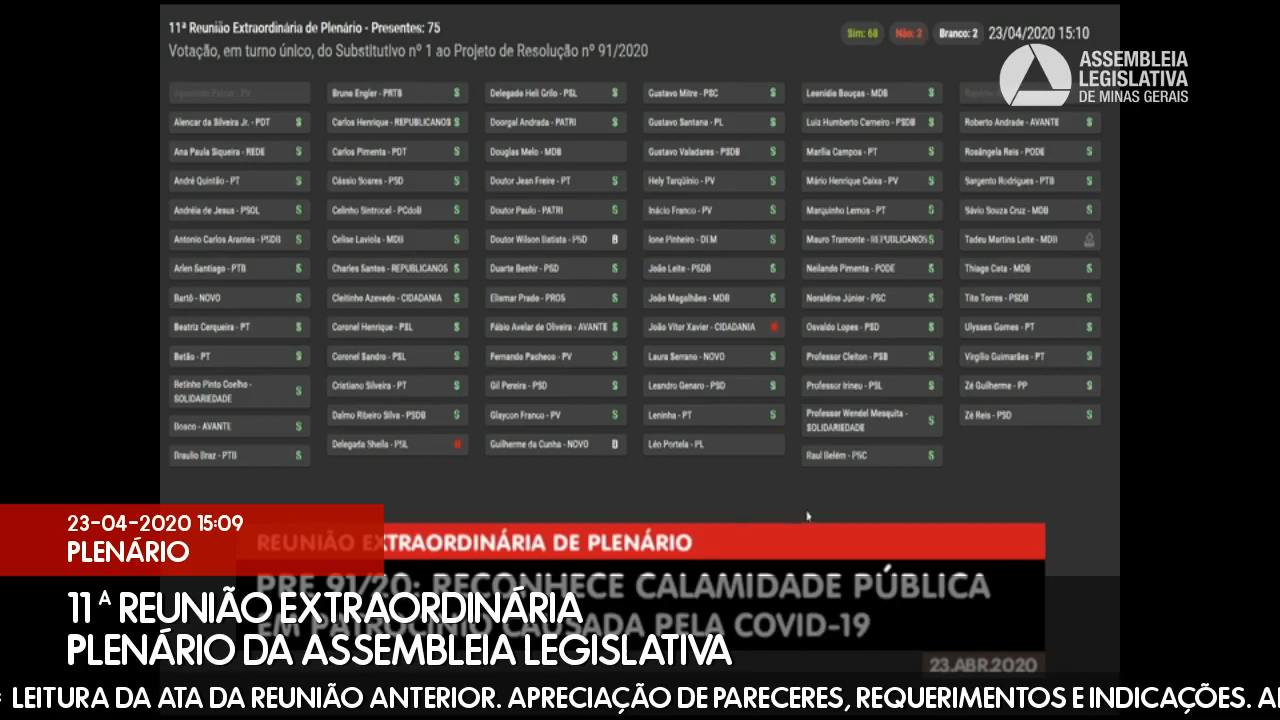 11ª Reunião Extraordinária de Plenário - Presentes: 75
Votação, em turno único, do Substitutivo nº 1 ao Projeto de Resolução nº 91/2020
Sim: 68
Não: 2
Branco: 2
23/04/2020 15:10
ASSEMBLEIA
LEGISLATIVA
DE MINAS GERAIS
Alencar da Silveira Jr. - PDT S
Ana Paula Siqueira - REDE S
André Quintão - PT S
Andréia de Jesus - PSOL S
Antonio Carlos Arantes - PSDB S
Arlen Santiago - PTB S
Bartô - NOVO S
Beatriz Cerqueira - PT S
Betão - PT S
Betinho Pinto Coelho -
SOLIDARIEDADE S
Bosco - AVANTE S
Braulio Braz - PTB S
Bruno Engler - PRTB S
Carlos Henrique - REPUBLICANOS S
Carlos Pimenta - PDT S
Cássio Soares - PSD S
Celinho Sintrocel - PCdoB S
Celise Laviola - MDB S
Charles Santos - REPUBLICANOS S
Cleitinho Azevedo - CIDADANIA S
Coronel Henrique - PSL S
Coronel Sandro - PSL S
Cristiano Silveira - PT S
Dalmo Ribeiro Silva - PSDB S
Delegada Sheila - PSL N
Delegado Heli Grilo - PSL S
Doorgal Andrada - PATRI S
Douglas Melo - MDB
Doutor Jean Freire - PT S
Doutor Paulo - PATRI S
Doutor Wilson Batista - PSD B
Duarte Bechir - PSD S
Elismar Prado - PROS S
Fábio Avelar de Oliveira - AVANTE S
Fernando Pacheco - PV S
Gil Pereira - PSD S
Glaycon Franco - PV S
Guilherme da Cunha - NOVO B
Gustavo Mitre - PSC S
Gustavo Santana - PL S
Gustavo Valadares - PSDB S
Hely Tarqüínio - PV S
Inácio Franco - PV S
Ione Pinheiro - DEM S
João Leite - PSDB S
João Magalhães - MDB S
João Vítor Xavier - CIDADANIA N
Laura Serrano - NOVO S
Leandro Genaro - PSD S
Leninha - PT S
Léo Portela - PL
Leonídio Bouças - MDB S
Luiz Humberto Carneiro - PSDB S
Marília Campos - PT S
Mário Henrique Caixa - PV S
Marquinho Lemos - PT S
Mauro Tramonte - REPUBLICANOS S
Neilando Pimenta - PODE S
Noraldino Júnior - PSC S
Osvaldo Lopes - PSD S
Professor Cleiton - PSB S
Professor Irineu - PSL S
Professor Wendel Mesquita -
SOLIDARIEDADE S
Raul Belém - PSC S
Roberto Andrade - AVANTE S
Rosângela Reis - PODE S
Sargento Rodrigues - PTB S
Sávio Souza Cruz - MDB S
Tadeu Martins Leite - MDB
Thiago Cota - MDB S
Tito Torres - PSDB S
Ulysses Gomes - PT S
Virgílio Guimarães - PT S
Zé Guilherme - PP S
Zé Reis - PSD S
23-04-2020 15:09
PLENÁRIO
REUNIÃO EXTRAORDINÁRIA DE PLENÁRIO
PRE 91/20: RECONHECE CALAMIDADE PÚBLICA
EM PATROCÍNIO CAUSADA PELA COVID-19
23.ABR.2020
11ª REUNIÃO EXTRAORDINÁRIA
PLENÁRIO DA ASSEMBLEIA LEGISLATIVA
LEITURA DA ATA DA REUNIÃO ANTERIOR. APRECIAÇÃO DE PARECERES, REQUERIMENTOS E INDICAÇÕES.